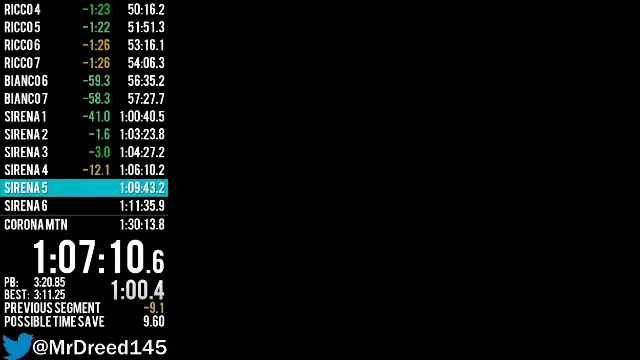 RICCO 4 -1:23 50:16.2
RICCO 5 -1:22 51:51.3
RICCO 6 -1:26 53:16.1
RICCO 7 -1:26 54:06.3
BIANCO 6 -59.3 56:35.2
BIANCO 7 -58.3 57:27.7
SIRENA 1 -41.0 1:00:40.5
SIRENA 2 -1.6 1:03:23.8
SIRENA 3 -3.0 1:04:27.2
SIRENA 4 -12.1 1:06:10.2
SIRENA 5 1:09:43.2
SIRENA 6 1:11:35.9
CORONA MTN 1:30:13.8
1:07:10.6
PB: 3:20.85
BEST: 3:11.25 1:00.4
PREVIOUS SEGMENT -9.1
POSSIBLE TIME SAVE 9.60
@MrDreed145